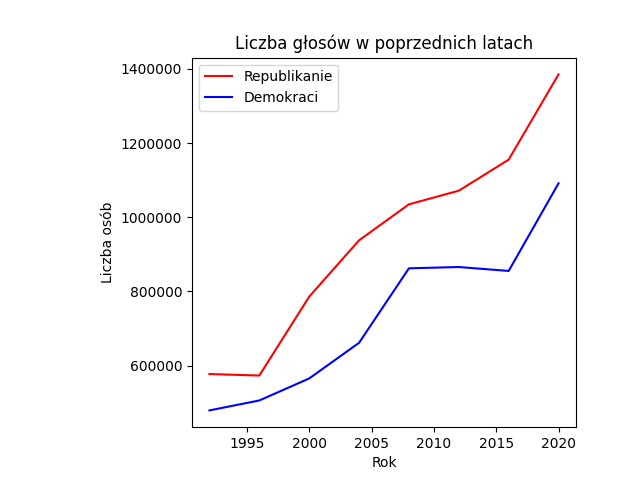 Liczba głosów w poprzednich latach
Republikanie
Demokraci
1400000
1200000
1000000
800000
600000
Liczba osób
1995 2000 2005 2010 2015 2020
Rok